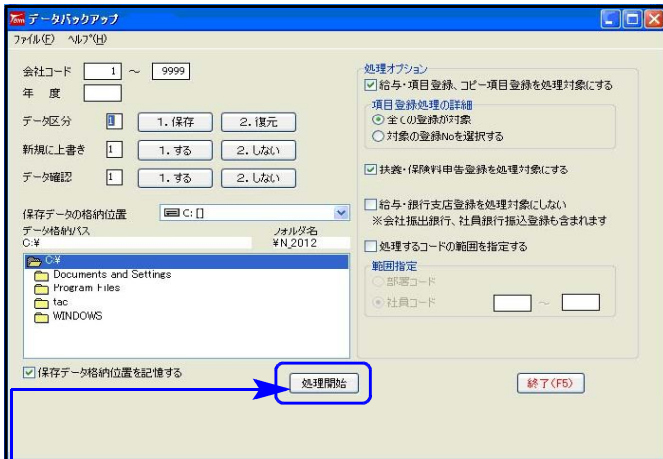 データバックアップ
ファイル(F) ヘルプ(H)
会社コード 1 ～ 9999
年 度
データ区分 1 1. 保存 2. 復元
新規に上書き 1 1. する 2. しない
データ確認 1 1. する 2. しない
保存データの格納位置 C: []
データ格納パス フォルダ名
C:¥ ¥N_2012
C:¥
Documents and Settings
Program Files
tac
WINDOWS
保存データ格納位置を記憶する
処理開始
処理オプション
給与・項目登録、コピー項目登録を処理対象にする
項目登録処理の詳細
全ての登録が対象
対象の登録Noを選択する
扶養・保険料申告登録を処理対象にする
給与・銀行支店登録を処理対象にしない
※会社振出銀行、社員銀行振込登録も含まれます
処理するコードの範囲を指定する
範囲指定
部署コード
社員コード ～
終了(F5)